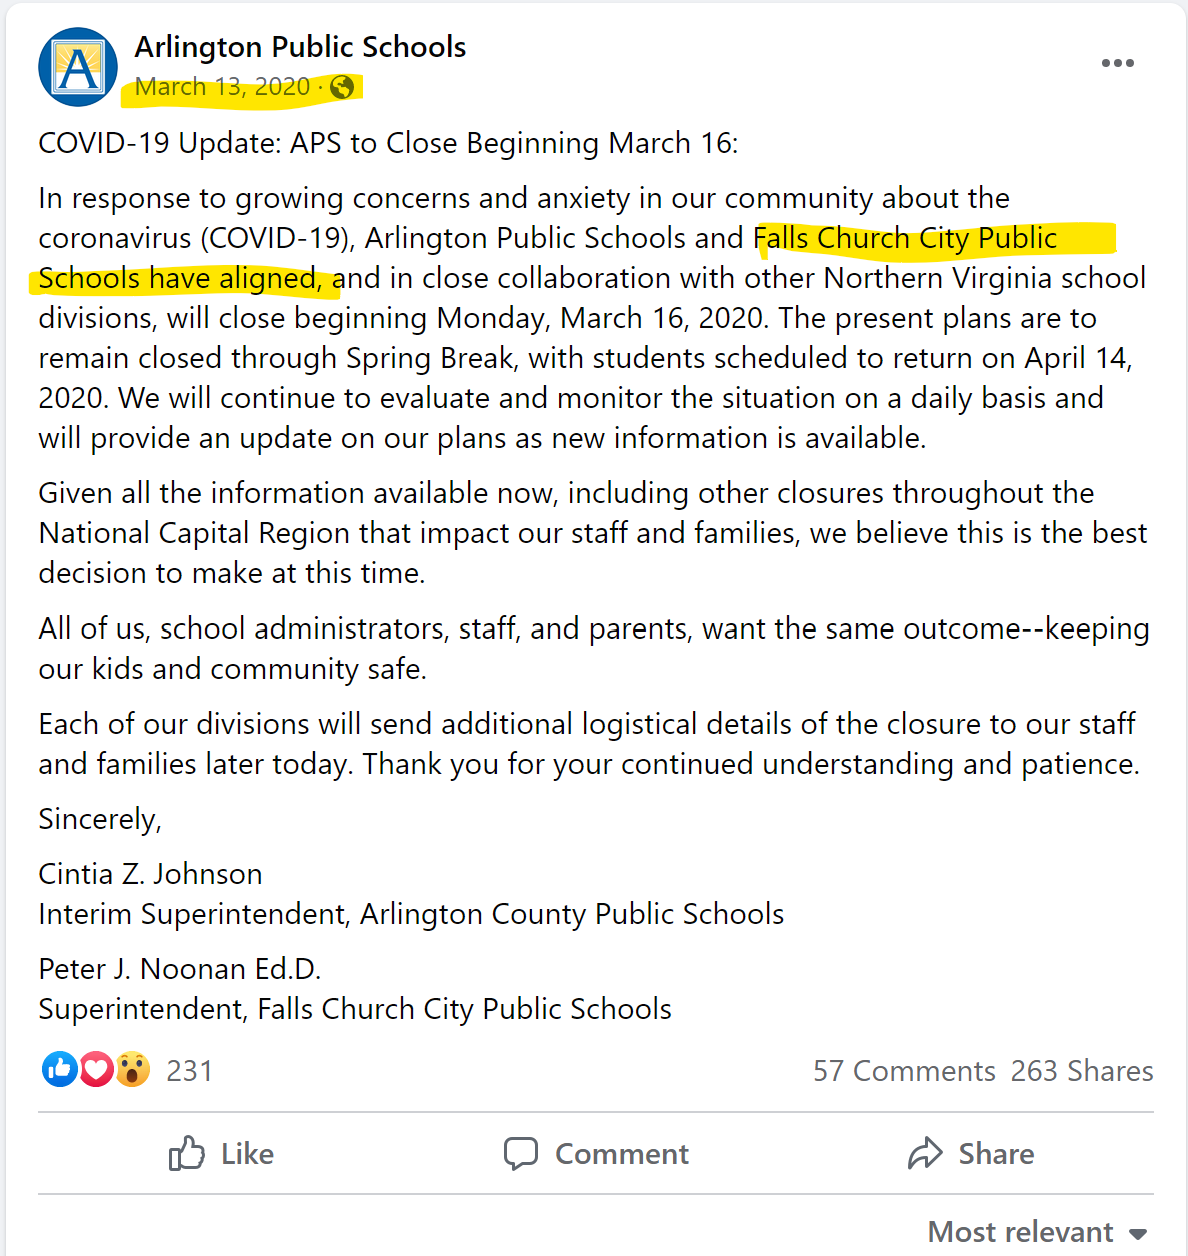 Arlington Public Schools
March 13, 2020 ·
COVID-19 Update: APS to Close Beginning March 16:
In response to growing concerns and anxiety in our community about the
coronavirus (COVID-19), Arlington Public Schools and Falls Church City Public
Schools have aligned, and in close collaboration with other Northern Virginia school
divisions, will close beginning Monday, March 16, 2020. The present plans are to
remain closed through Spring Break, with students scheduled to return on April 14,
2020. We will continue to evaluate and monitor the situation on a daily basis and
will provide an update on our plans as new information is available.
Given all the information available now, including other closures throughout the
National Capital Region that impact our staff and families, we believe this is the best
decision to make at this time.
All of us, school administrators, staff, and parents, want the same outcome--keeping
our kids and community safe.
Each of our divisions will send additional logistical details of the closure to our staff
and families later today. Thank you for your continued understanding and patience.
Sincerely,
Cintia Z. Johnson
Interim Superintendent, Arlington County Public Schools
Peter J. Noonan Ed.D.
Superintendent, Falls Church City Public Schools
231 57 Comments 263 Shares
Like Comment Share
Most relevant